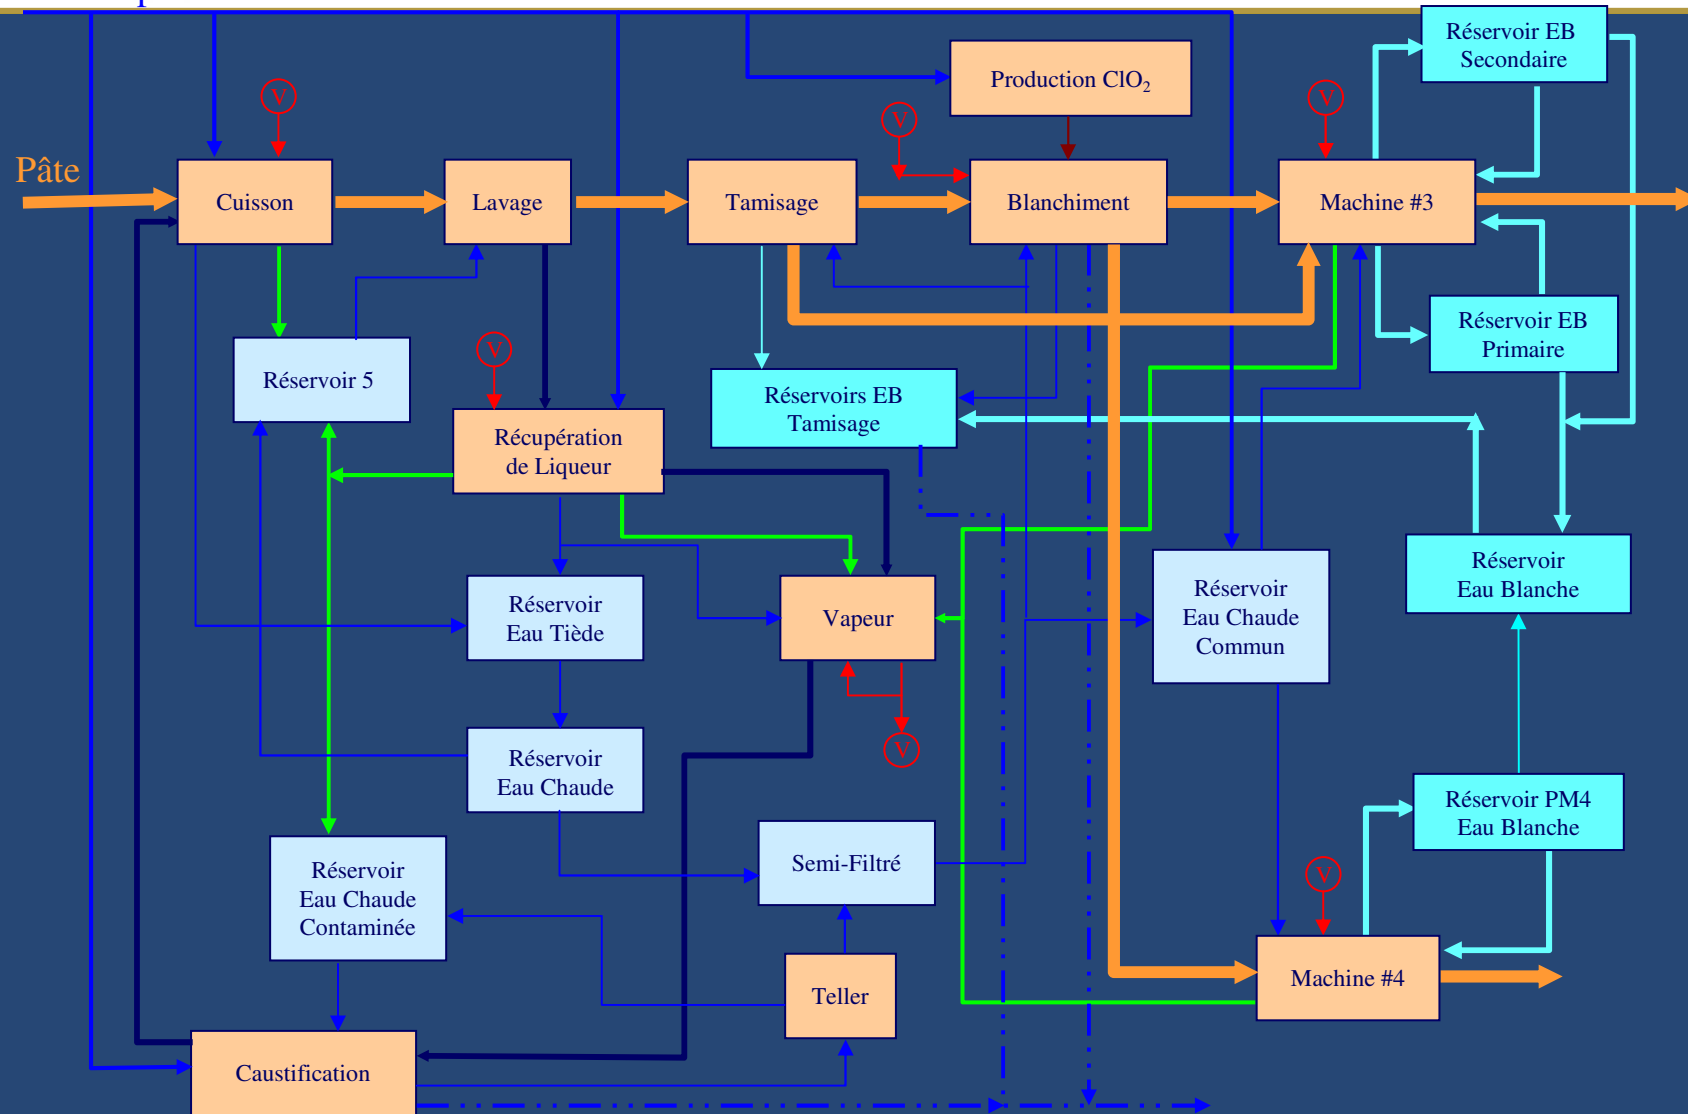 Réservoir EB
Secondaire
Production ClO₂
V
V
V
Pâte
Cuisson
Lavage
Tamisage
Blanchiment
Machine #3
Réservoir EB
Primaire
V
Réservoir 5
Réservoirs EB
Tamisage
Récupération
de Liqueur
Réservoir
Eau Blanche
Réservoir
Eau Tiède
Vapeur
Réservoir
Eau Chaude
Commun
V
Réservoir
Eau Chaude
Réservoir PM4
Eau Blanche
Semi-Filtré
Réservoir
Eau Chaude
Contaminée
V
Teller
Machine #4
Caustification